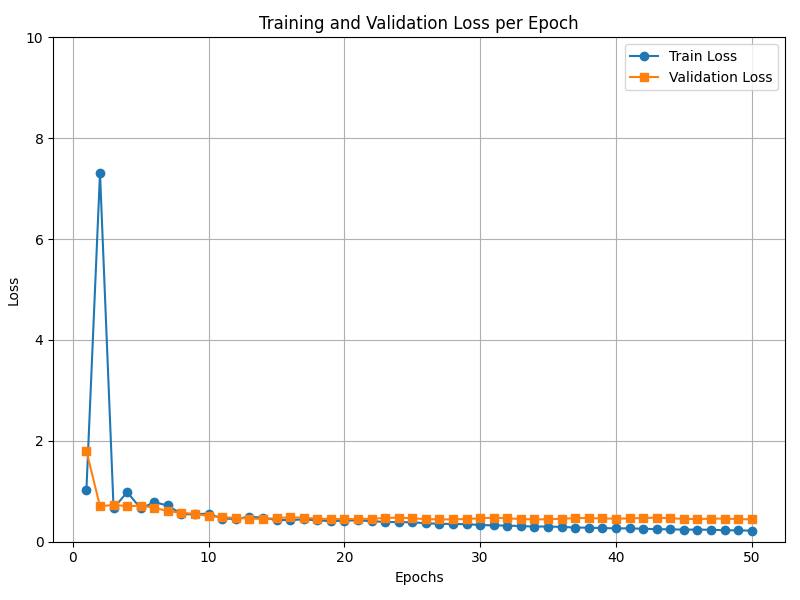 Training and Validation Loss per Epoch
Train Loss
Validation Loss
10
8
6
4
2
0
Loss
0 10 20 30 40 50
Epochs